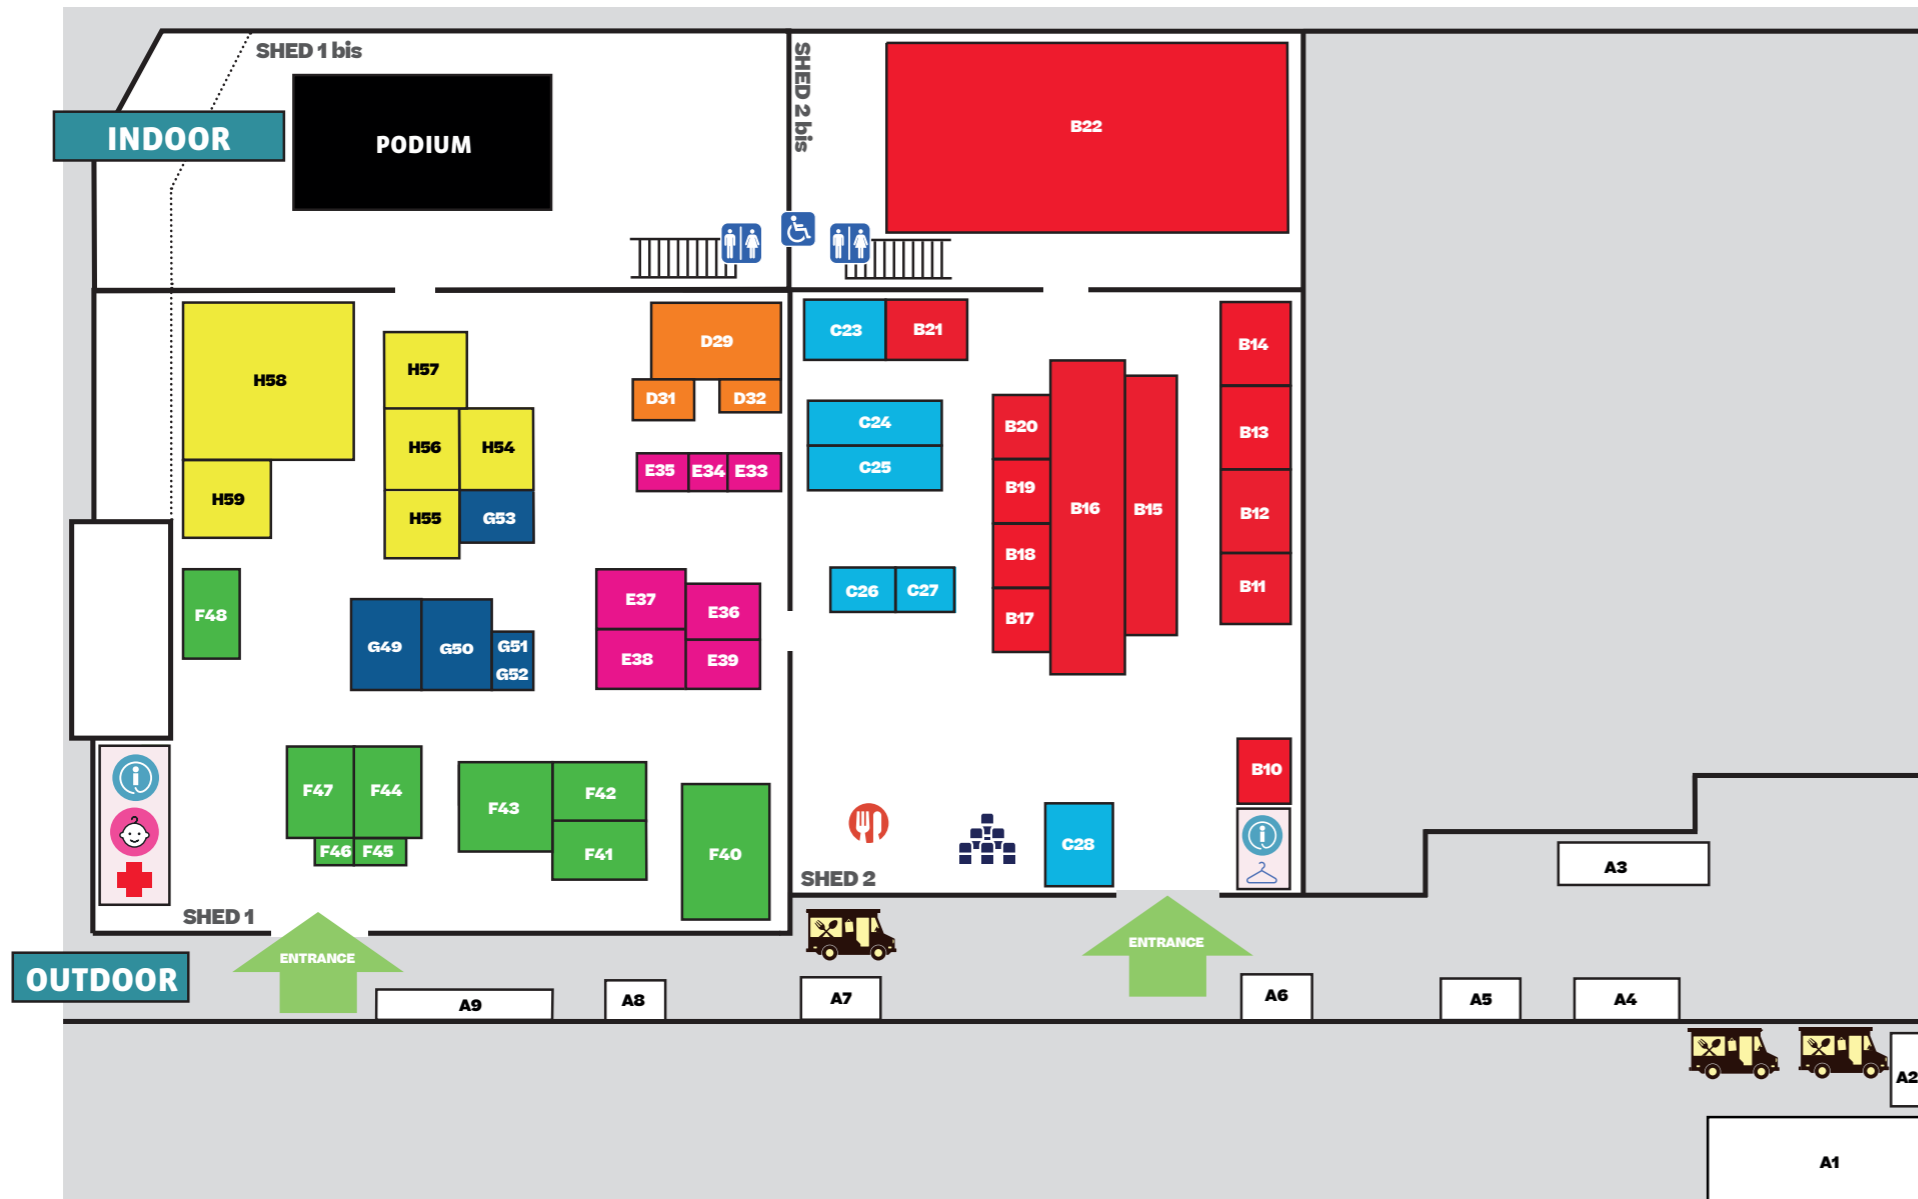 SHED 1 bis
SHED 2 bis
INDOOR
PODIUM
B22
H58
H57
H56
H54
H59
H55
G53
D29
D31
D32
E35
E34
E33
C23
B21
C24
C25
B20
B19
B18
B17
B16
B15
B14
B13
B12
B11
F48
G49
G50
G51
G52
E37
E36
E38
E39
C26
C27
B10
F47
F44
F46
F45
F43
F42
F41
F40
C28
SHED 1
SHED 2
A3
OUTDOOR
ENTRANCE
ENTRANCE
A9
A8
A7
A6
A5
A4
A2
A1